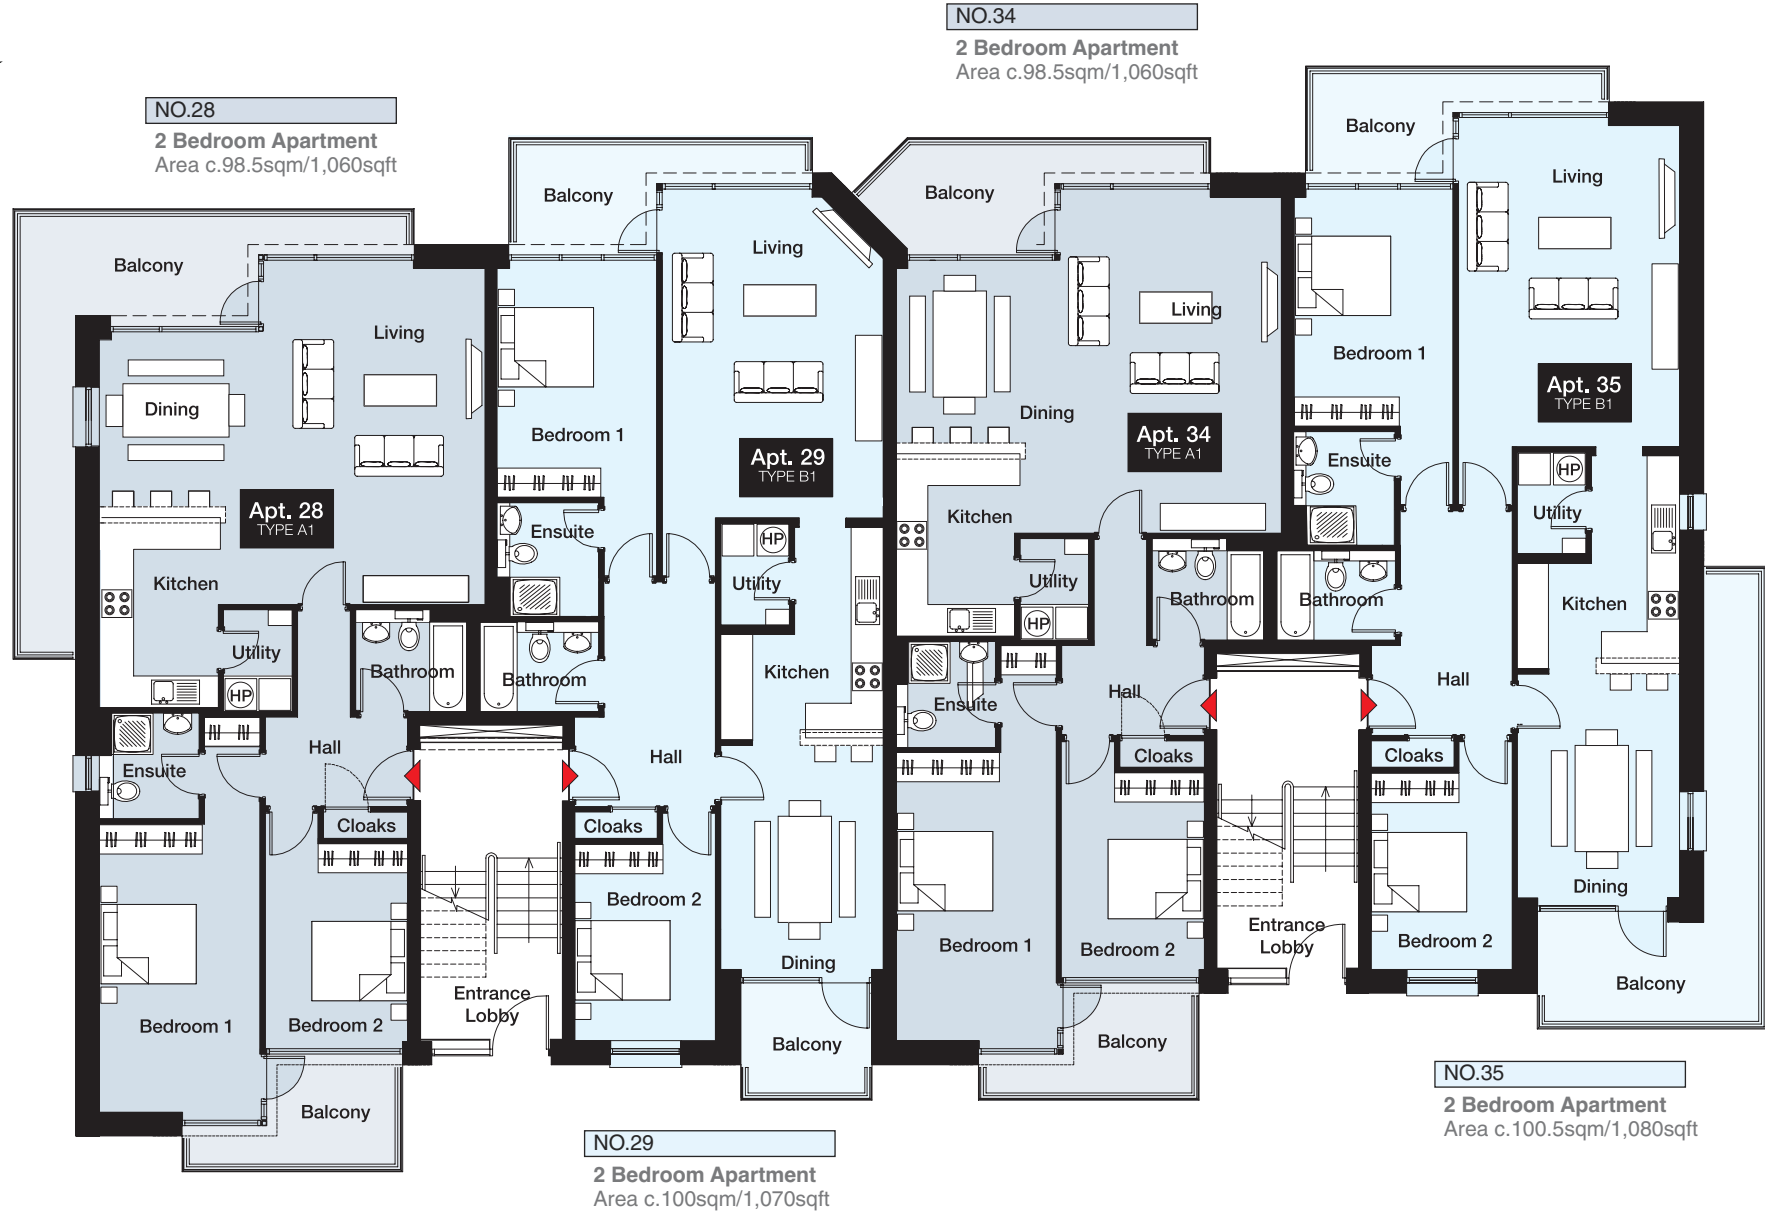 NO.34
2 Bedroom Apartment
Area c.98.5sqm/1,060sqft
NO.28
2 Bedroom Apartment
Area c.98.5sqm/1,060sqft
Balcony
Living
Dining
Apt. 28
TYPE A1
Kitchen
Utility
HP
Bathroom
Ensuite
Hall
Cloaks
Bedroom 1
Bedroom 2
Balcony
Entrance
Lobby
Balcony
Living
Bedroom 1
Apt. 29
TYPE B1
Ensuite
HP
Utility
Bathroom
Kitchen
Hall
Cloaks
Bedroom 2
Dining
Balcony
Balcony
Living
Dining
Apt. 34
TYPE A1
Kitchen
Utility
HP
Bathroom
Ensuite
Hall
Cloaks
Bedroom 1
Bedroom 2
Balcony
Entrance
Lobby
Balcony
Living
Bedroom 1
Apt. 35
TYPE B1
Ensuite
HP
Utility
Bathroom
Kitchen
Hall
Cloaks
Bedroom 2
Dining
Balcony
NO.35
2 Bedroom Apartment
Area c.100.5sqm/1,080sqft
NO.29
2 Bedroom Apartment
Area c.100sqm/1,070sqft